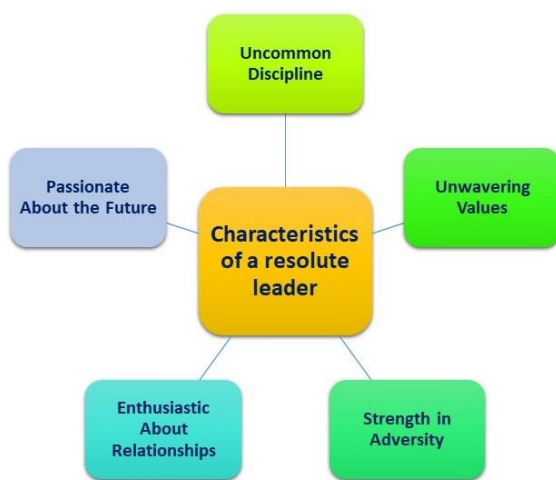 Uncommon
Discipline
Passionate
About the Future
Unwavering
Values
Characteristics
of a resolute
leader
Enthusiastic
About
Relationships
Strength in
Adversity